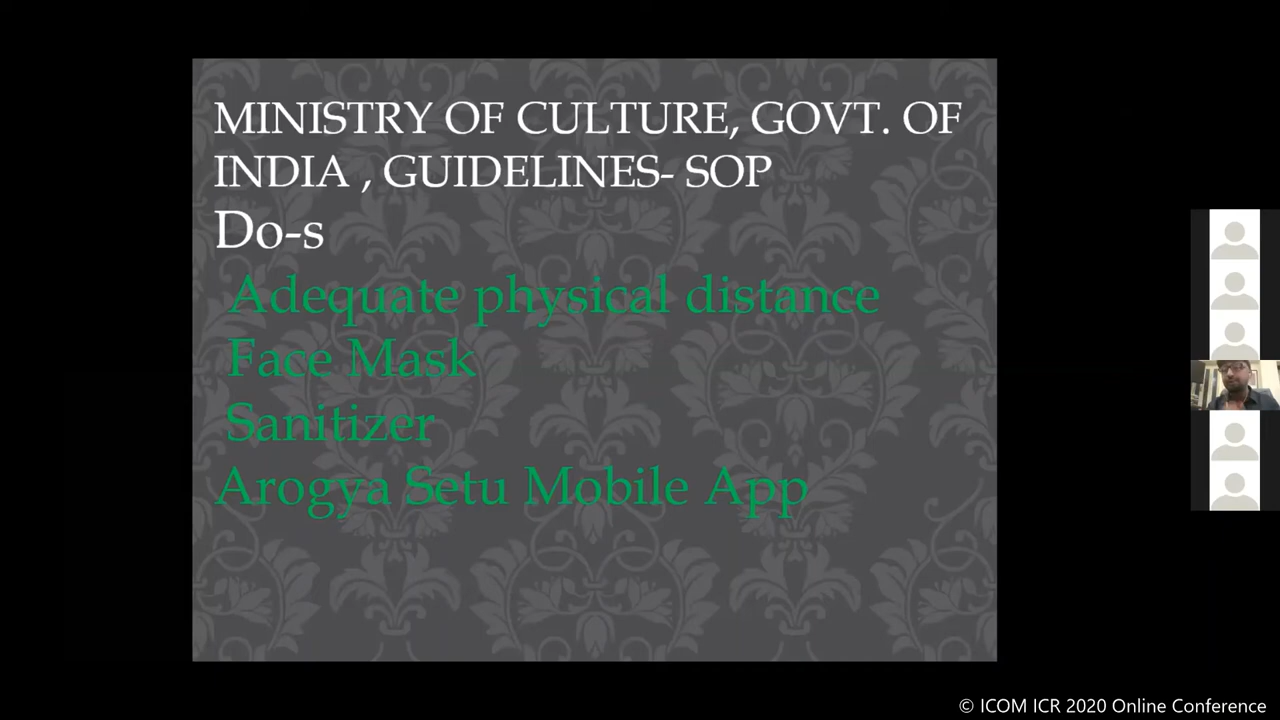 MINISTRY OF CULTURE, GOVT. OF
INDIA , GUIDELINES- SOP
Do-s
Adequate physical distance
Face Mask
Sanitizer
Arogya Setu Mobile App
© ICOM ICR 2020 Online Conference